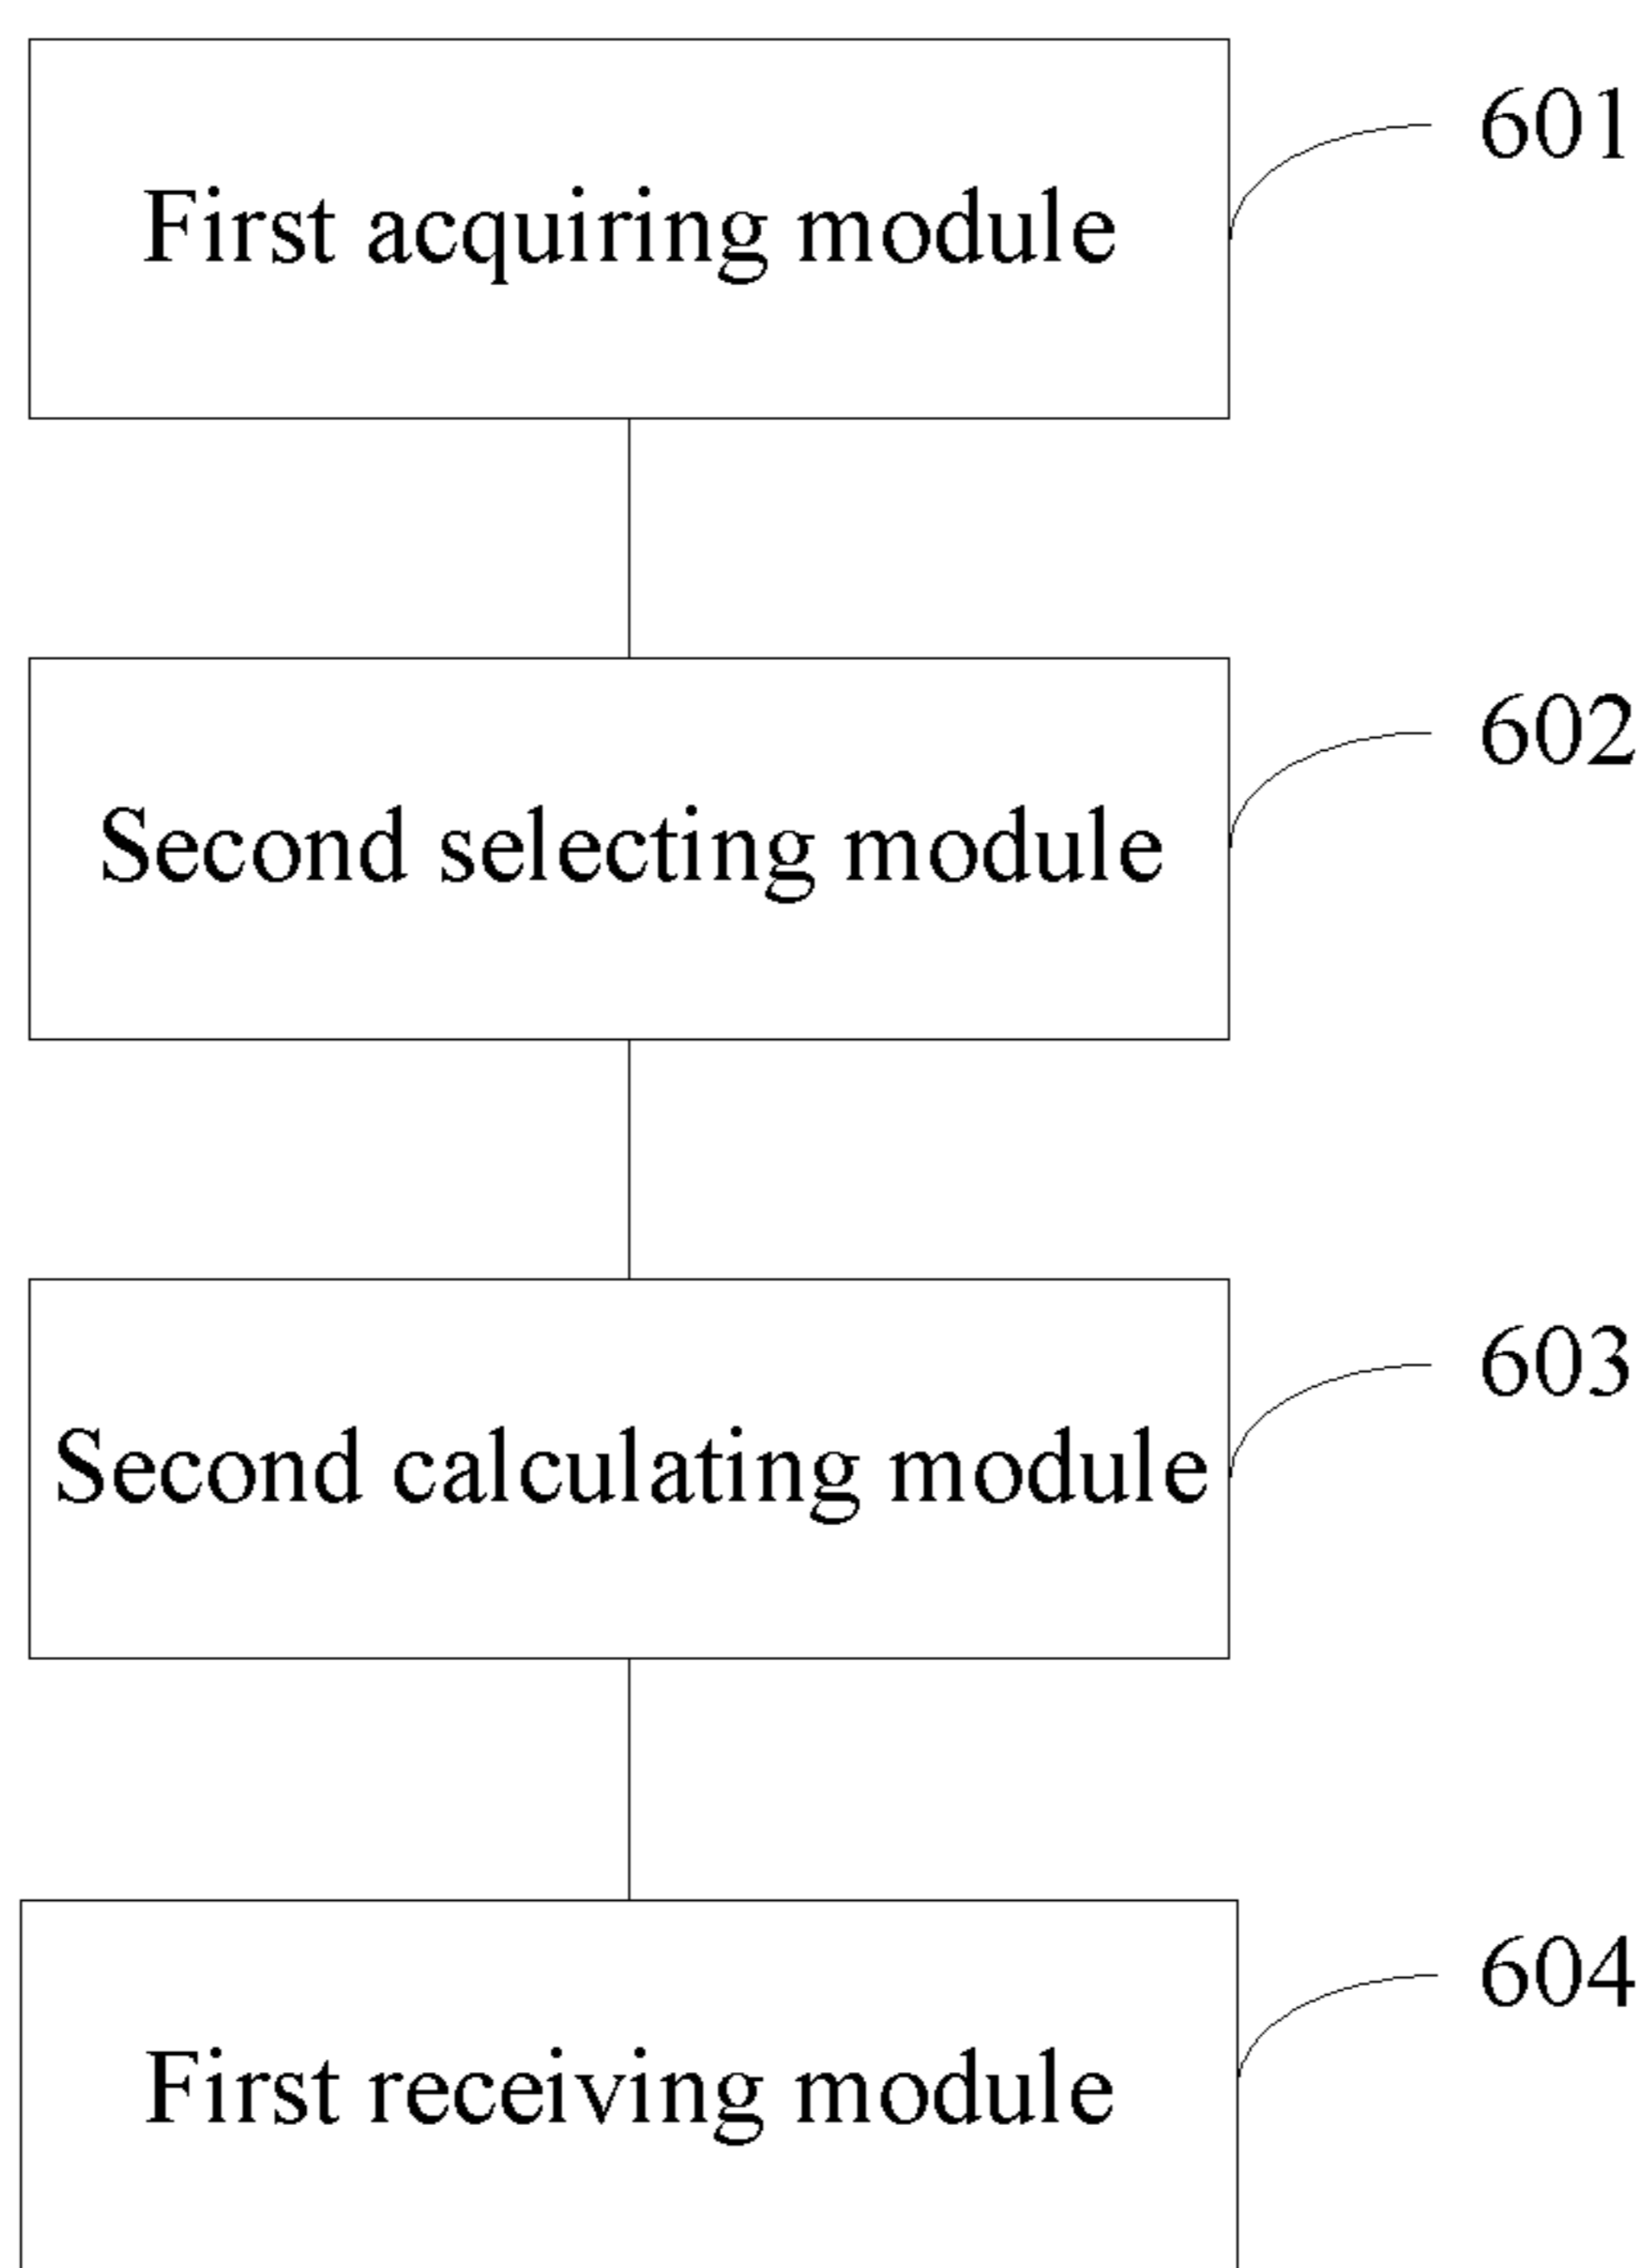 601
First acquiring module
602
Second selecting module
603
Second calculating module
604
First receiving module